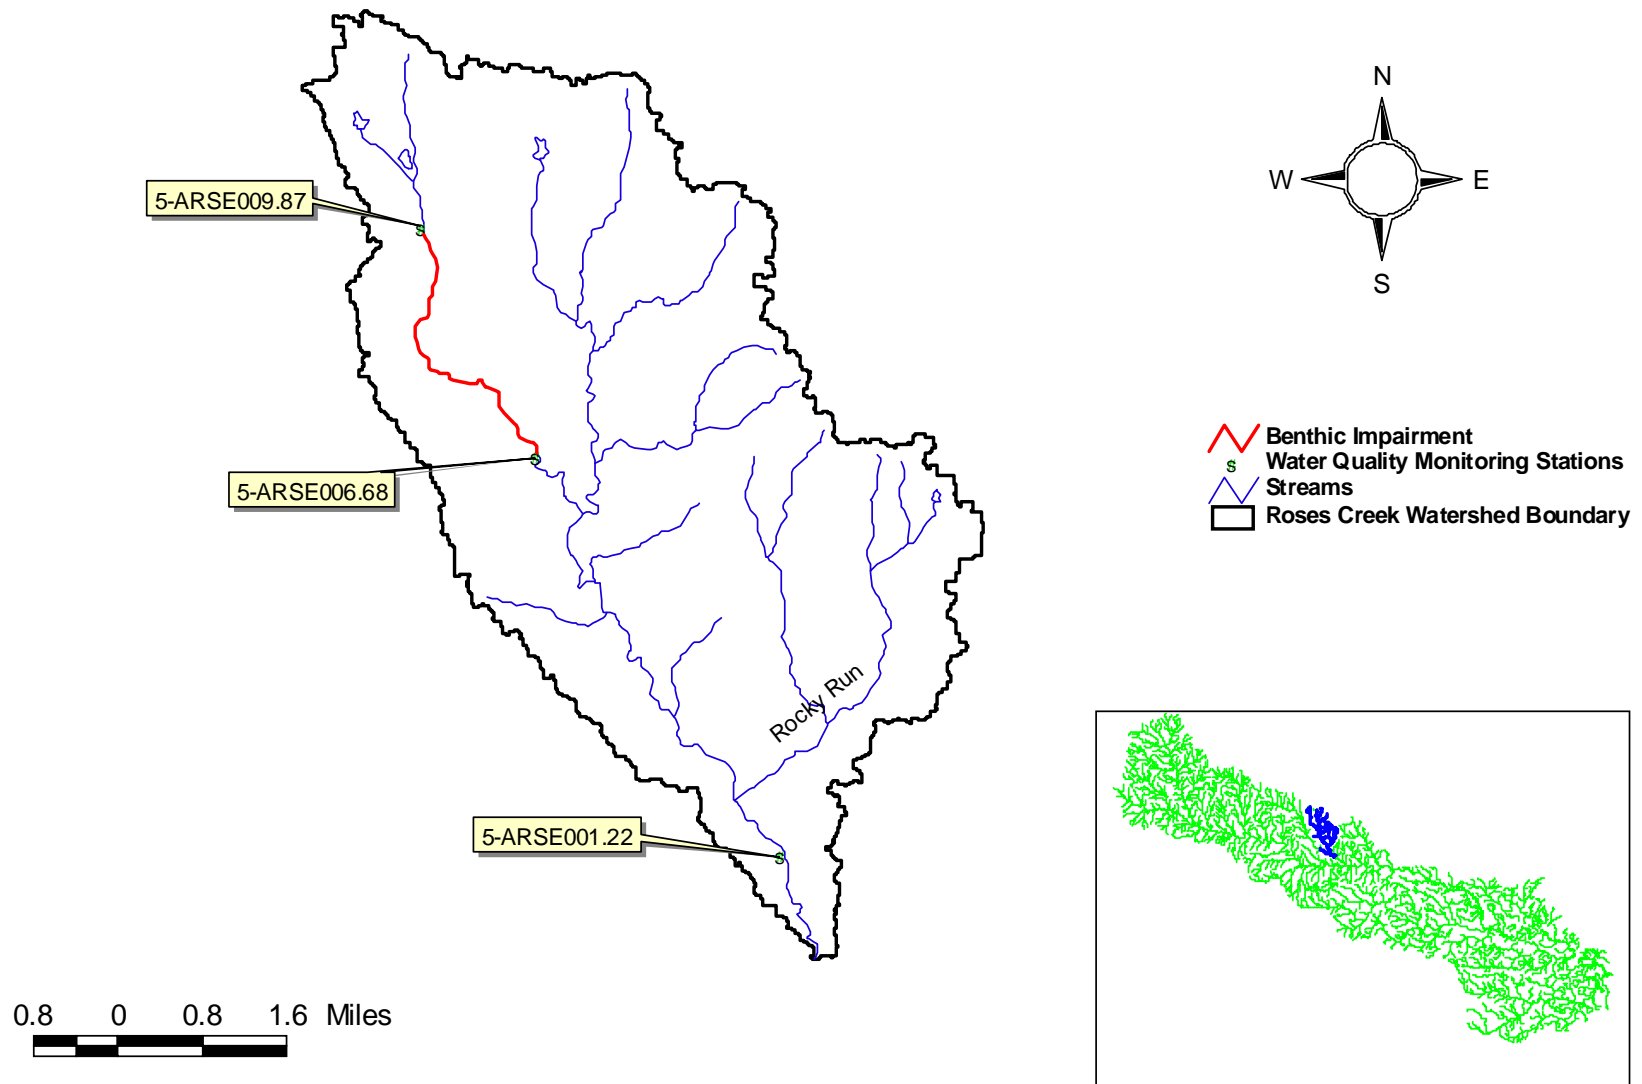 N
W
E
S
5-ARSE009.87
5-ARSE006.68
Benthic Impairment
Water Quality Monitoring Stations
Streams
Roses Creek Watershed Boundary
Rocky Run
5-ARSE001.22
0.8 0 0.8 1.6 Miles